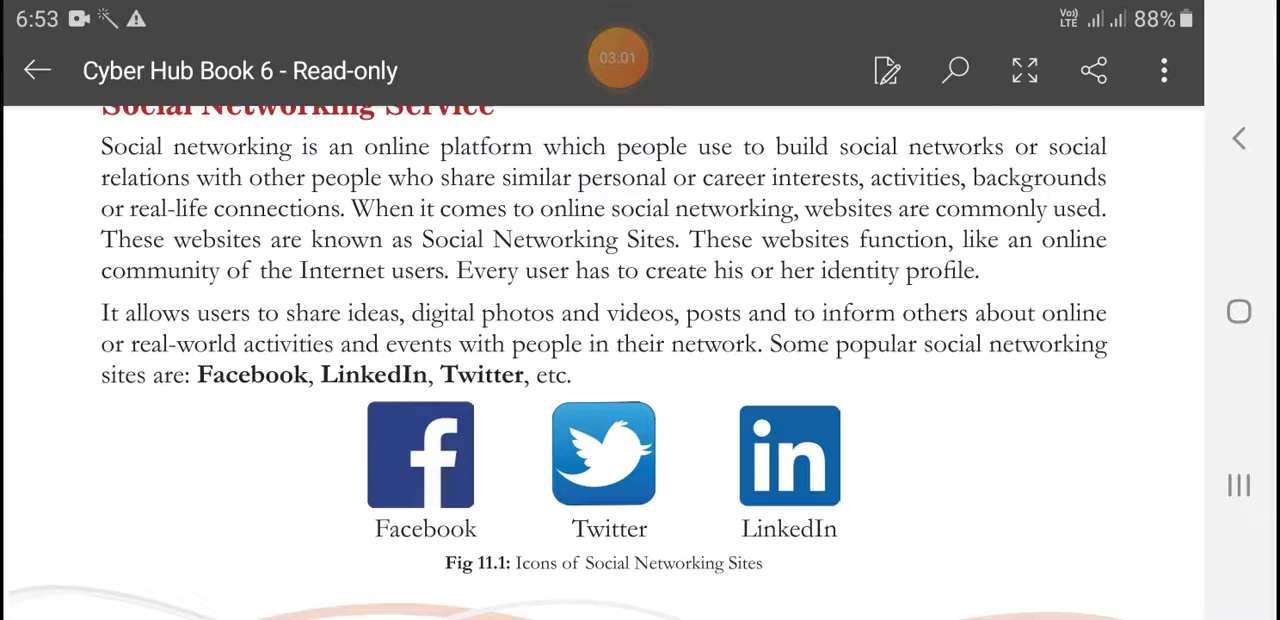 6:53
Vo)) LTE 88%
03:01
Cyber Hub Book 6 - Read-only
Social Networking Service
Social networking is an online platform which people use to build social networks or social
relations with other people who share similar personal or career interests, activities, backgrounds
or real-life connections. When it comes to online social networking, websites are commonly used.
These websites are known as Social Networking Sites. These websites function, like an online
community of the Internet users. Every user has to create his or her identity profile.
It allows users to share ideas, digital photos and videos, posts and to inform others about online
or real-world activities and events with people in their network. Some popular social networking
sites are: Facebook, LinkedIn, Twitter, etc.
f
in
Facebook Twitter LinkedIn
Fig 11.1: Icons of Social Networking Sites